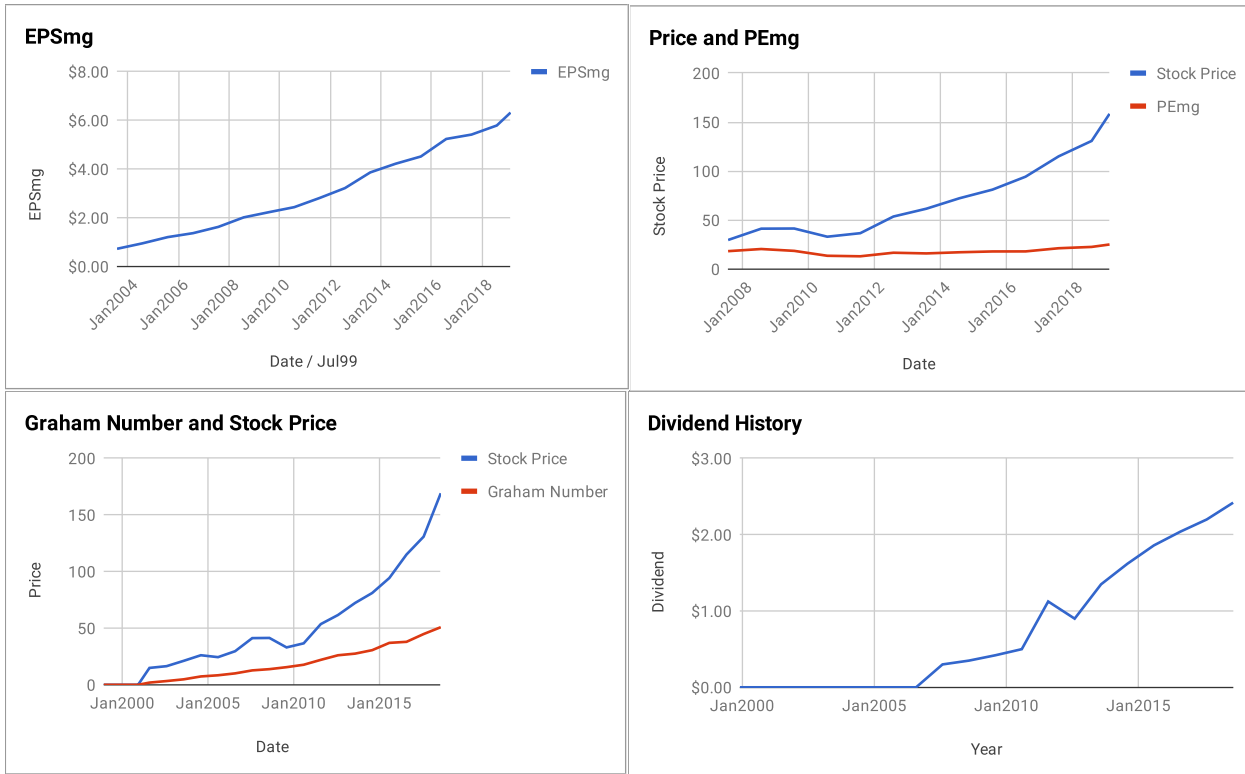 EPSmg
EPSmg
$8.00
$6.00
$4.00
$2.00
$0.00
EPSmg
Jan2004
Jan2006
Jan2008
Jan2010
Jan2012
Jan2014
Jan2016
Jan2018
Date / Jul99
Price and PEmg
Stock Price
PEmg
200
150
100
50
0
Stock Price
Jan2008
Jan2010
Jan2012
Jan2014
Jan2016
Jan2018
Date
Graham Number and Stock Price
Stock Price
Graham Number
200
150
100
50
0
Price
Jan2000
Jan2005
Jan2010
Jan2015
Date
Dividend History
$3.00
$2.00
$1.00
$0.00
Dividend
Jan2000
Jan2005
Jan2010
Jan2015
Year